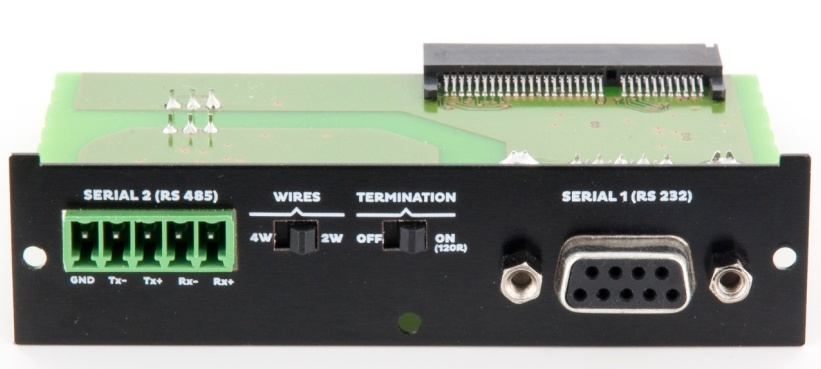 SERIAL 2 (RS 485)
WIRES
TERMINATION
SERIAL 1 (RS 232)
4W
2W
OFF
ON
(120R)
GND Tx- Tx+ Rx- Rx+